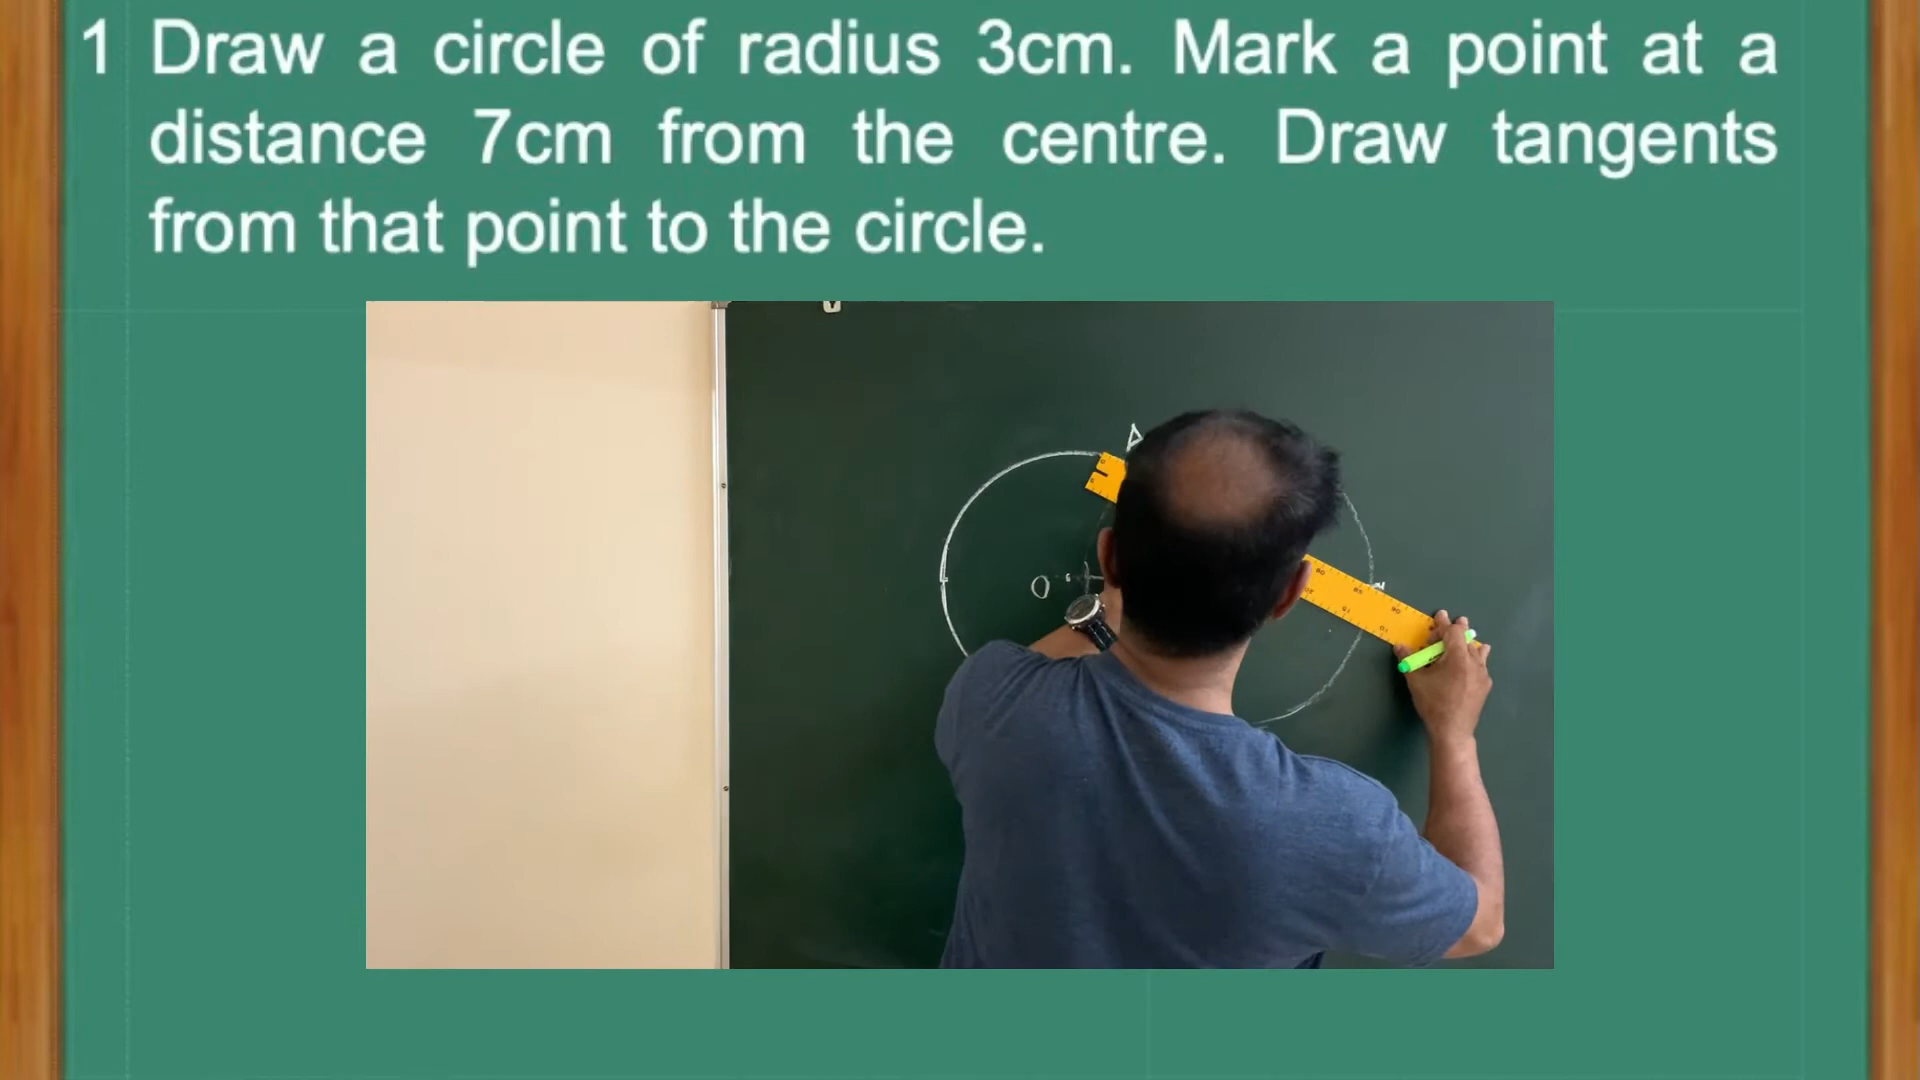 1 Draw a circle of radius 3cm. Mark a point at a
distance 7cm from the centre. Draw tangents
from that point to the circle.
A
O